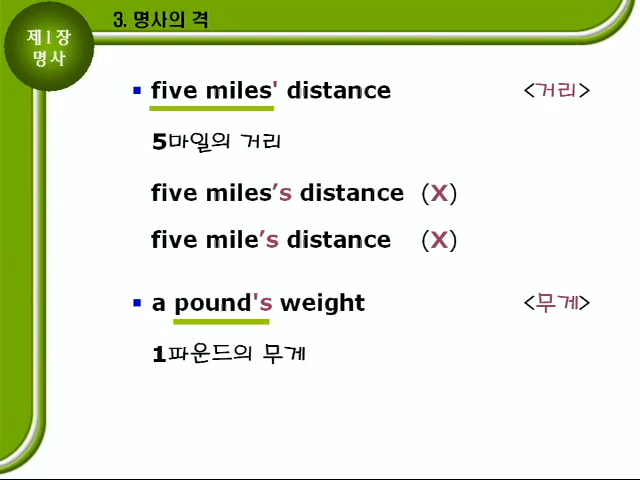 3. 명사의 격
제1장
명사
▪ five miles' distance <거리>
5마일의 거리
five miles’s distance (X)
five mile’s distance (X)
▪ a pound's weight <무게>
1파운드의 무게